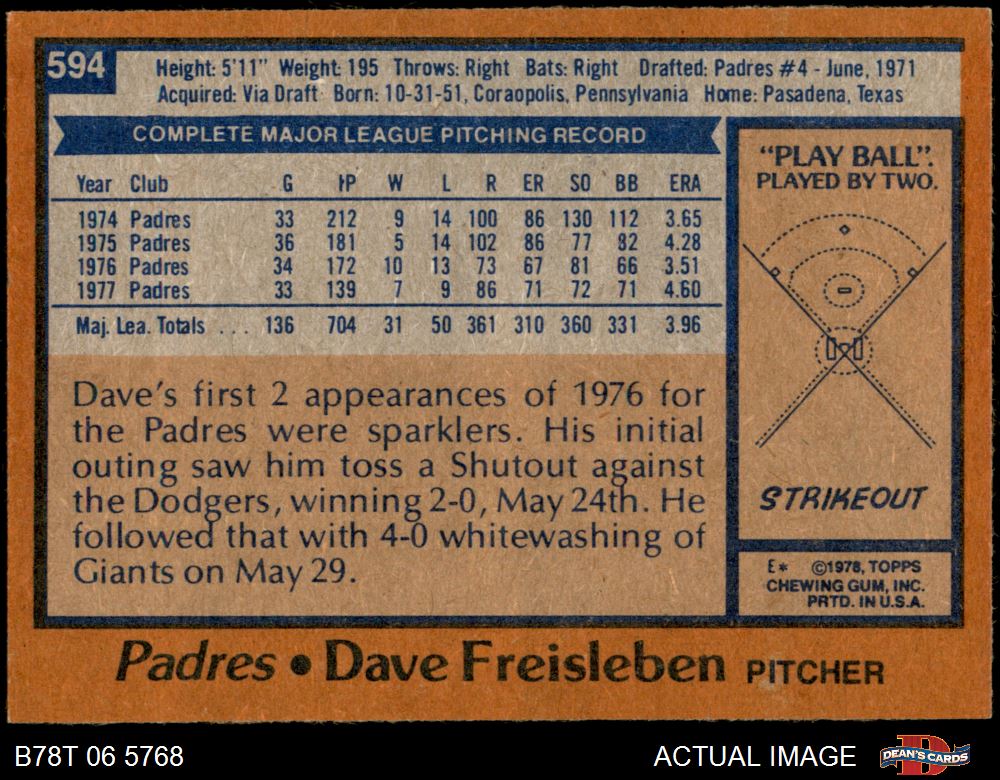 594
Height: 5'11" Weight: 195 Throws: Right Bats: Right Drafted: Padres #4 - June, 1971
Acquired: Via Draft Born: 10-31-51, Coraopolis, Pennsylvania Home: Pasadena, Texas
COMPLETE MAJOR LEAGUE PITCHING RECORD
Year Club G IP W L R ER SO BB ERA
1974 Padres 33 212 9 14 100 86 130 112 3.65
1975 Padres 36 181 5 14 102 86 77 82 4.28
1976 Padres 34 172 10 13 73 67 81 66 3.51
1977 Padres 33 139 7 9 86 71 72 71 4.60
Maj. Lea. Totals . . . 136 704 31 50 361 310 360 331 3.96
Dave's first 2 appearances of 1976 for
the Padres were sparklers. His initial
outing saw him toss a Shutout against
the Dodgers, winning 2-0, May 24th. He
followed that with 4-0 whitewashing of
Giants on May 29.
"PLAY BALL".
PLAYED BY TWO.
STRIKEOUT
E* ©1978, TOPPS
CHEWING GUM, INC.
PRTD. IN U.S.A.
Padres • Dave Freisleben PITCHER
B78T 06 5768
ACTUAL IMAGE
DEAN'S CARDS